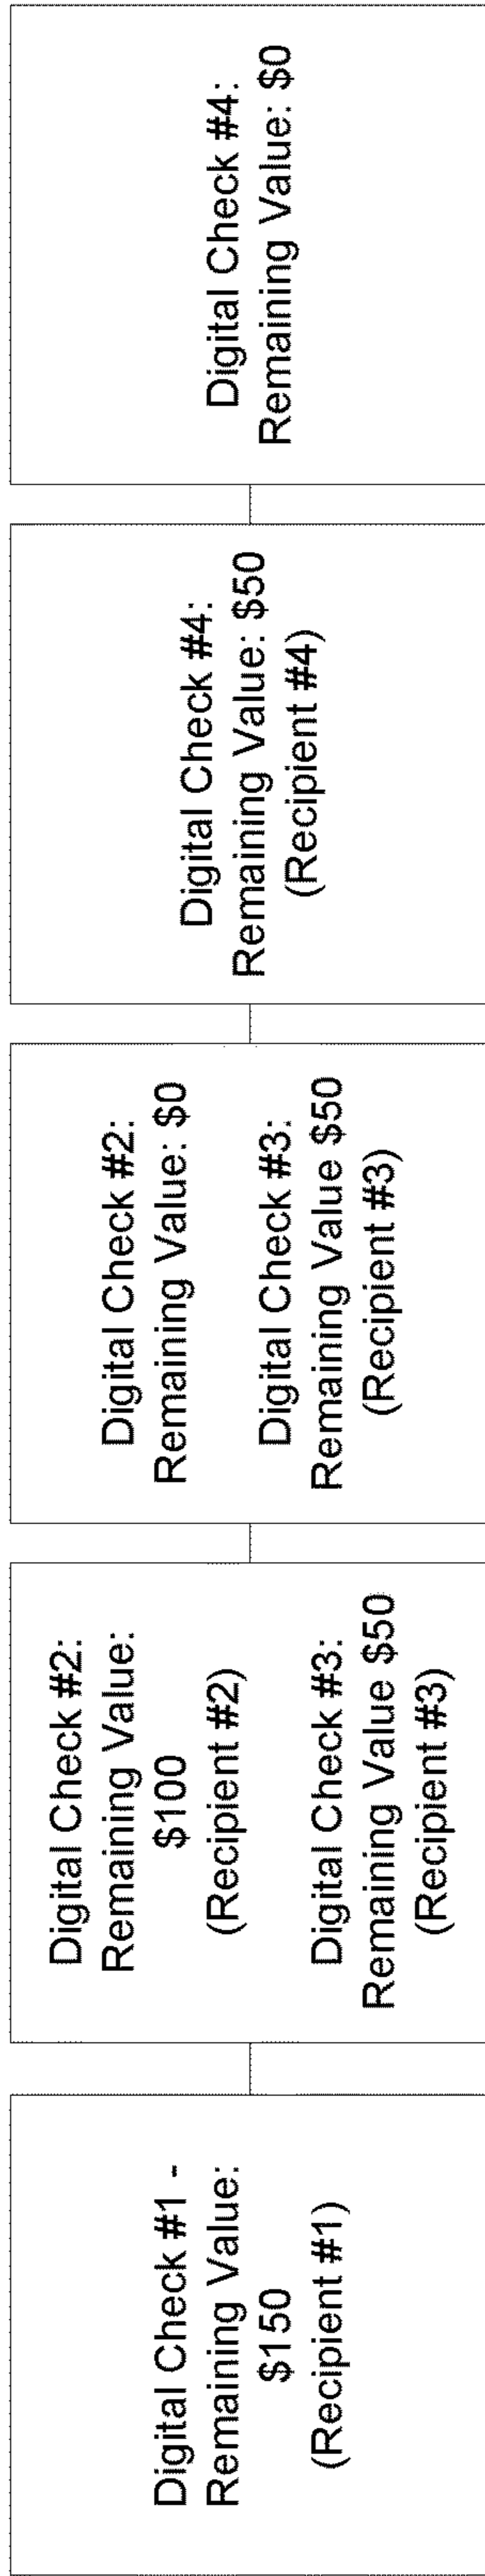 Digital Check #1 -
Remaining Value:
$150
(Recipient #1)
Digital Check #2:
Remaining Value:
$100
(Recipient #2)
Digital Check #3:
Remaining Value $50
(Recipient #3)
Digital Check #2:
Remaining Value: $0
Digital Check #3:
Remaining Value $50
(Recipient #3)
Digital Check #4:
Remaining Value: $50
(Recipient #4)
Digital Check #4:
Remaining Value: $0